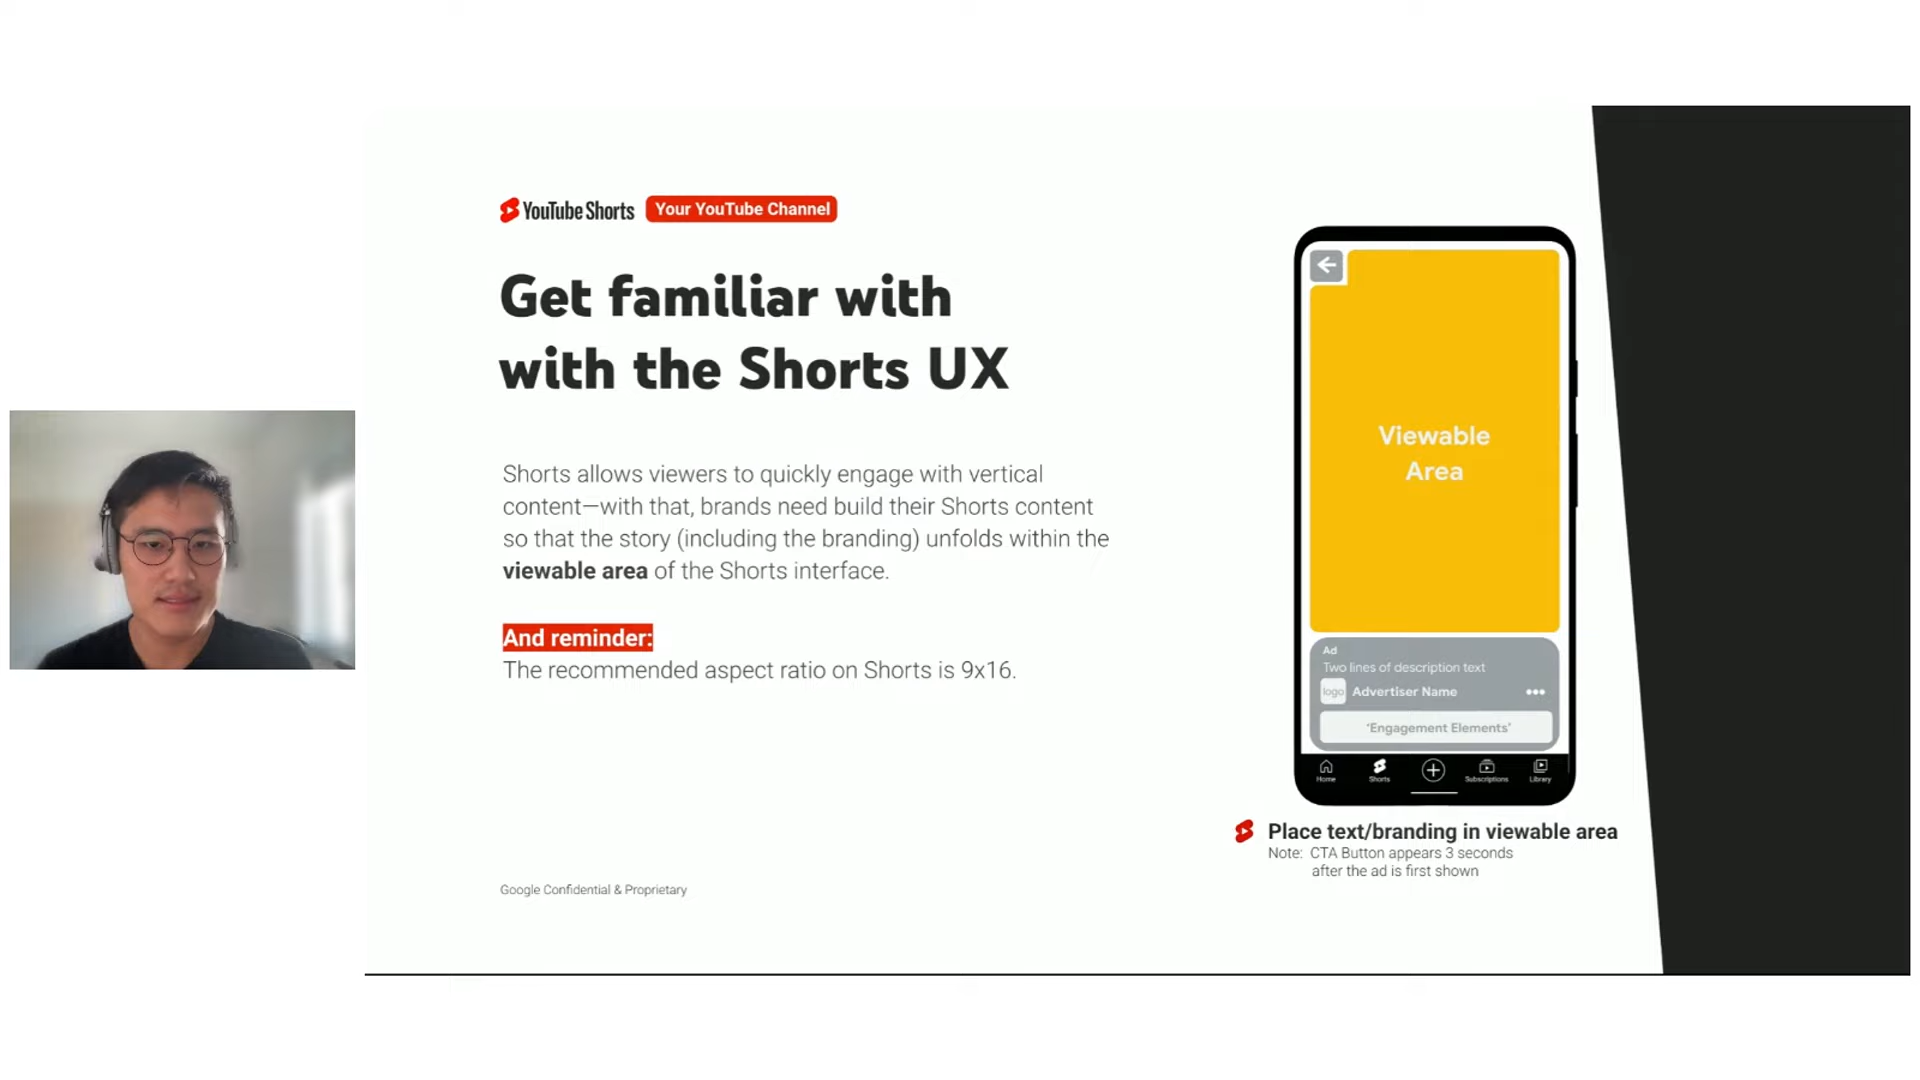 YouTube Shorts Your YouTube Channel
Get familiar with
with the Shorts UX
Shorts allows viewers to quickly engage with vertical
content—with that, brands need build their Shorts content
so that the story (including the branding) unfolds within the
viewable area of the Shorts interface.
And reminder:
The recommended aspect ratio on Shorts is 9x16.
Google Confidential & Proprietary
Viewable
Area
Ad
Two lines of description text
logo Advertiser Name
‘Engagement Elements’
Home Shorts Subscriptions Library
Place text/branding in viewable area
Note: CTA Button appears 3 seconds
after the ad is first shown